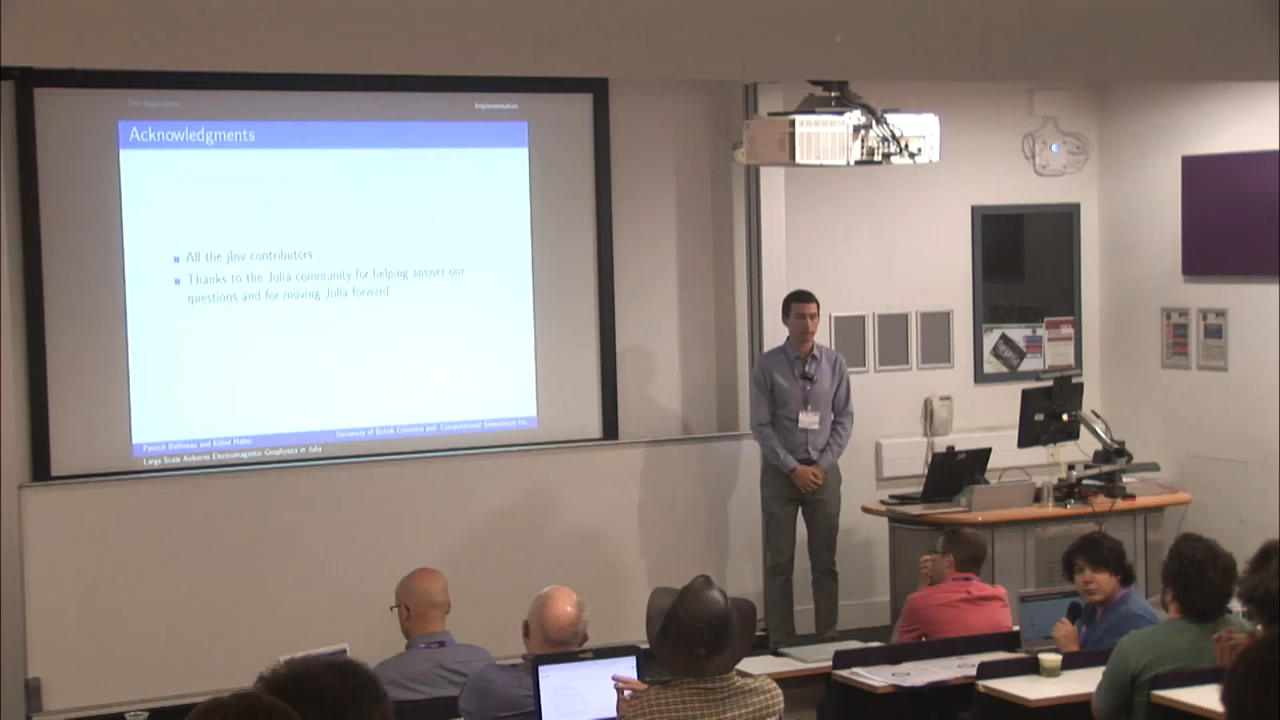 Implementation
Acknowledgments
All the jInv contributors
Thanks to the Julia community for helping answer our
questions and for moving Julia forward
Patrick Belliveau and Eldad Haber
University of British Columbia and Computational Geosciences Inc.
Large Scale Airborne Electromagnetic Geophysics in Julia